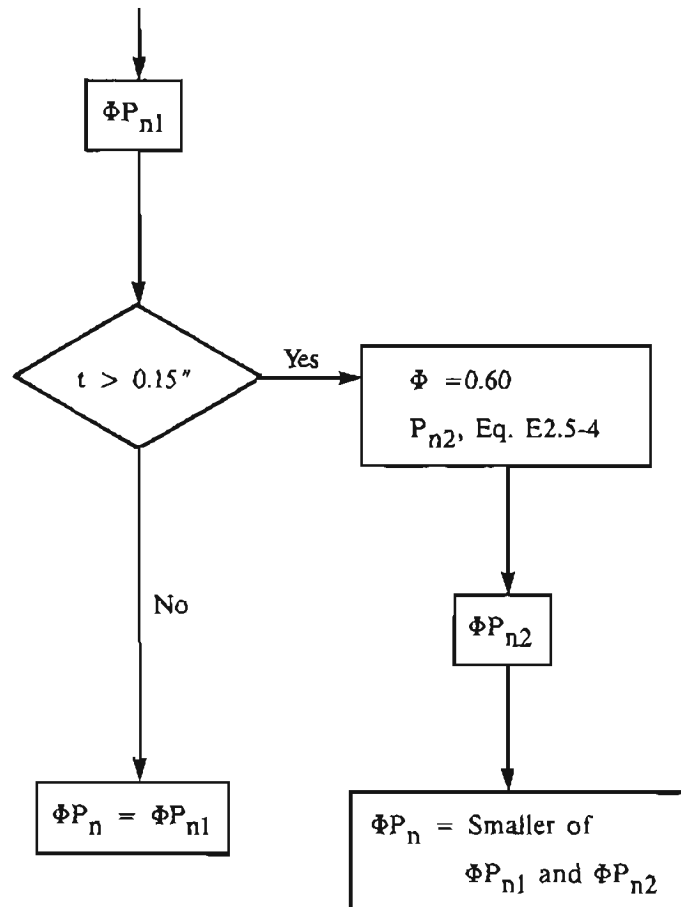 ΦP_n1
t > 0.15"
Yes
Φ =0.60
P_n2, Eq. E2.5-4
No
ΦP_n2
ΦP_n = ΦP_n1
ΦP_n = Smaller of
ΦP_n1 and ΦP_n2